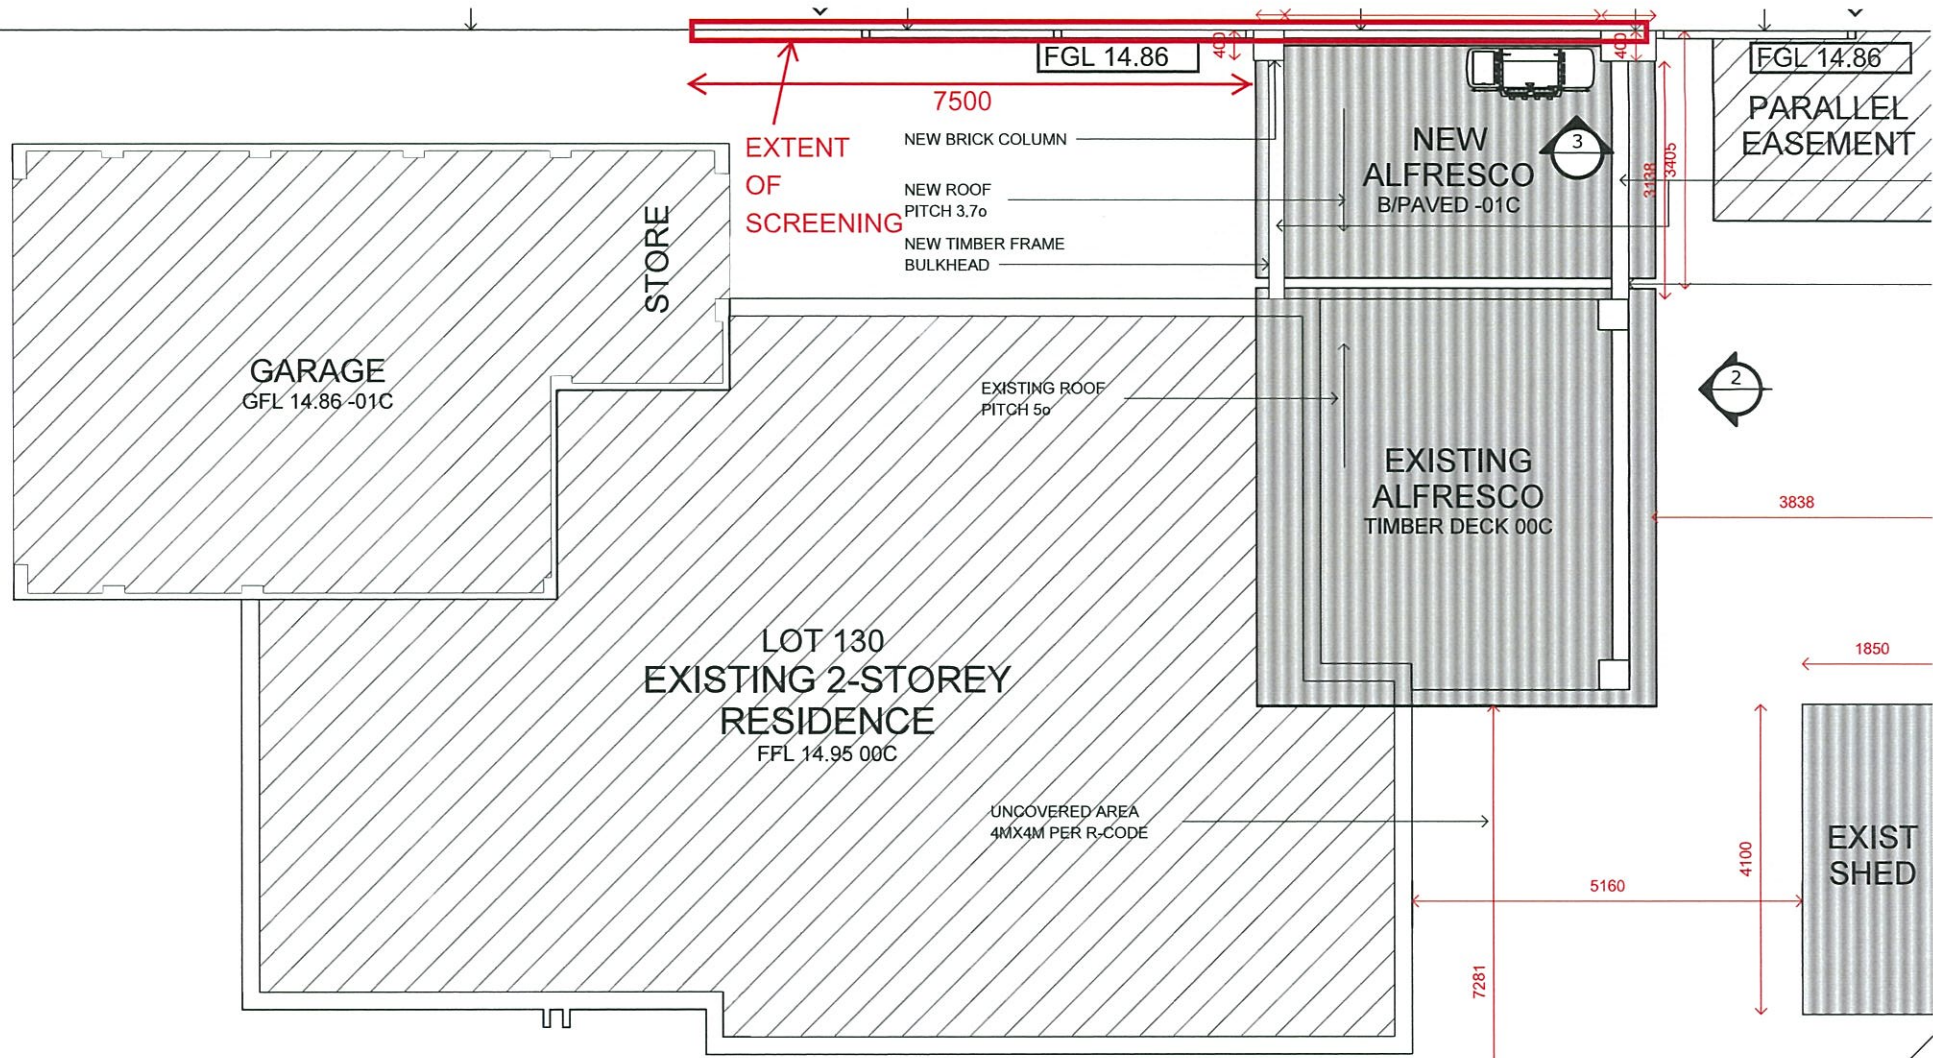 400
FGL 14.86
400
FGL 14.86
7500
EXTENT
OF
SCREENING
NEW BRICK COLUMN
NEW ROOF
PITCH 3.7o
NEW TIMBER FRAME
BULKHEAD
NEW
ALFRESCO
B/PAVED -01C
3
3138
3405
PARALLEL
EASEMENT
STORE
GARAGE
GFL 14.86 -01C
EXISTING ROOF
PITCH 5o
2
EXISTING
ALFRESCO
TIMBER DECK 00C
3838
LOT 130
EXISTING 2-STOREY
RESIDENCE
FFL 14.95 00C
1850
UNCOVERED AREA
4MX4M PER R-CODE
4100
EXIST
SHED
5160
7281